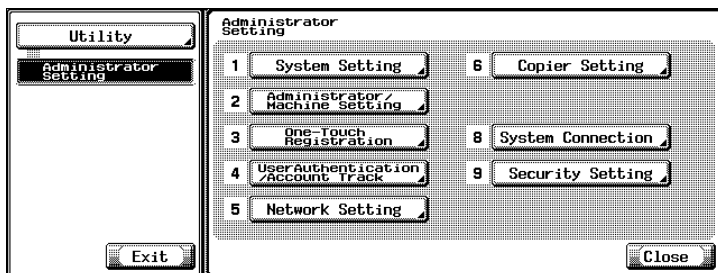 Utility
Administrator
Setting
Exit
Administrator
Setting
1 System Setting
2 Administrator/
Machine Setting
3 One-Touch
Registration
4 UserAuthentication
/Account Track
5 Network Setting
6 Copier Setting
8 System Connection
9 Security Setting
Close